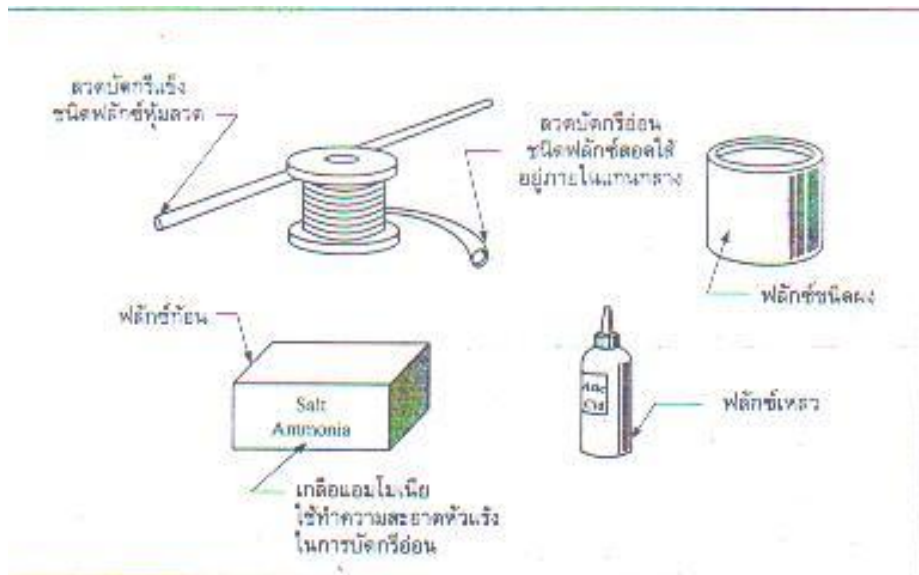 ลวดบัดกรีแข็ง
ชนิดฟลักซ์หุ้มลวด
ลวดบัดกรีอ่อน
ชนิดฟลักซ์สอดไส้
อยู่ภายในแกนกลาง
ฟลักซ์ชนิดผง
ฟลักซ์ก้อน
Salt
Ammonia
ฟลักซ์เหลว
เกลือแอมโมเนีย
ใช้ทำความสะอาดหัวแร้ง
ในการบัดกรีอ่อน